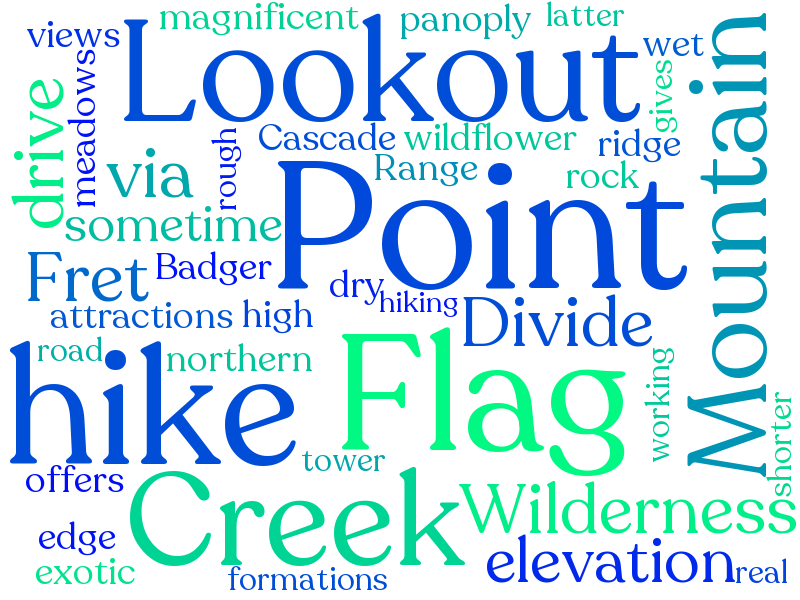 magnificent
panoply
latter
views
Lookout
wet
Mountain
meadows
drive
gives
Cascade
wildflower
ridge
rough
via
Range
rock
Point
sometime
Fret
Badger
dry
hiking
attractions
high
Divide
road
northern
hike
Flag
working
shorter
tower
offers
Creek
Wilderness
edge
elevation
exotic
formations
real